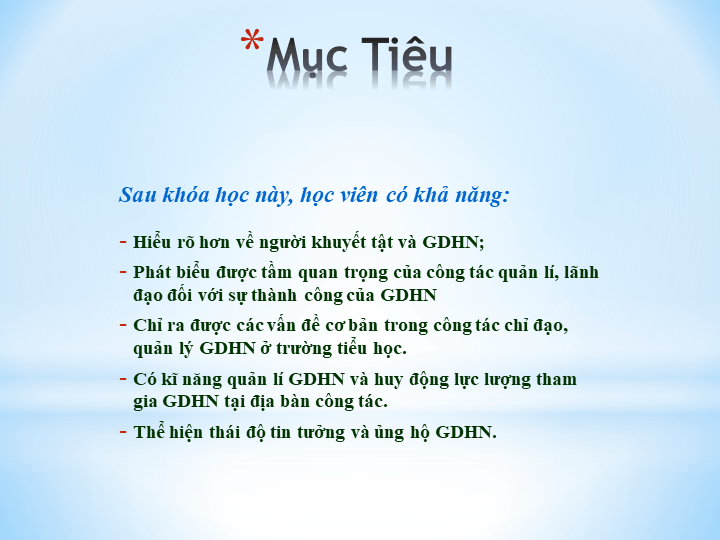 * Mục Tiêu
Sau khóa học này, học viên có khả năng:
- Hiểu rõ hơn về người khuyết tật và GDHN;
- Phát biểu được tầm quan trọng của công tác quản lí, lãnh
đạo đối với sự thành công của GDHN
- Chỉ ra được các vấn đề cơ bản trong công tác chỉ đạo,
quản lý GDHN ở trường tiểu học.
- Có kĩ năng quản lí GDHN và huy động lực lượng tham
gia GDHN tại địa bàn công tác.
- Thể hiện thái độ tin tưởng và ủng hộ GDHN.